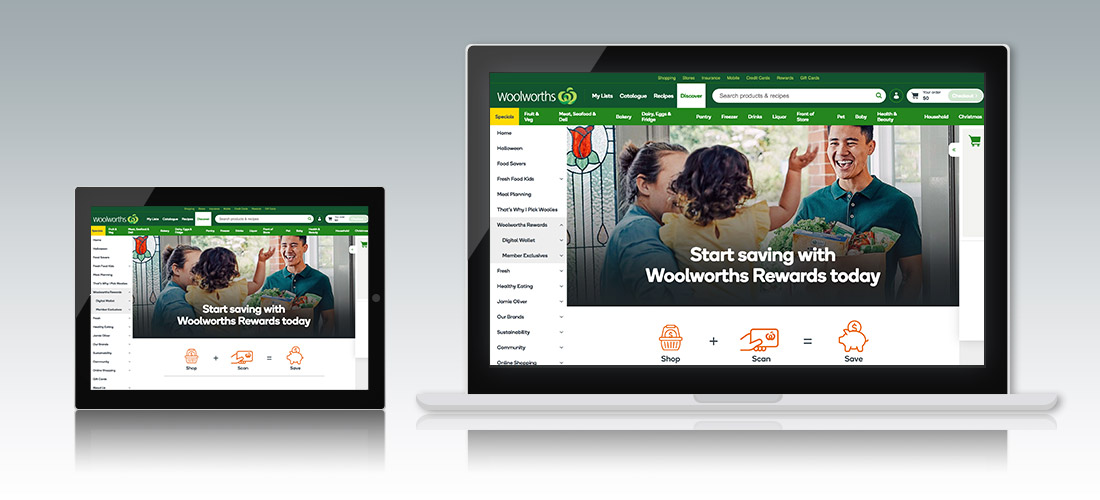 Shopping Stores Insurance Mobile Credit Cards Rewards Gift Cards
woolworths My Lists Catalogue Recipes Discover Search products & recipes
Specials Fruit & Veg Meat, Seafood & Deli Bakery Dairy, Eggs & Fridge Pantry Freezer Drinks Liquor Front of Store Pet Baby Health & Beauty Household Christmas
Home
Halloween
Food Savers
Fresh Food Kids
Meal Planning
That's Why I Pick Woolies
Woolworths Rewards
Digital Wallet
Member Exclusives
Fresh
Healthy Eating
Jamie Oliver
Our Brands
Sustainability
Community
Online Shopping
Gift Cards
About Us
Start saving with
Woolworths Rewards today
+ =
Shop Scan Save
Shopping Stores Insurance Mobile Credit Cards Rewards Gift Cards
woolworths My Lists Catalogue Recipes Discover Search products & recipes Your order $0 Checkout
Specials Fruit & Veg Meat, Seafood & Deli Bakery Dairy, Eggs & Fridge Pantry Freezer Drinks Liquor Front of Store Pet Baby Health & Beauty Household Christmas
Home
Halloween
Food Savers
Fresh Food Kids
Meal Planning
That's Why I Pick Woolies
Woolworths Rewards
Digital Wallet
Member Exclusives
Fresh
Healthy Eating
Jamie Oliver
Our Brands
Sustainability
Community
Online Shopping
Start saving with
Woolworths Rewards today
+ =
Shop Scan Save